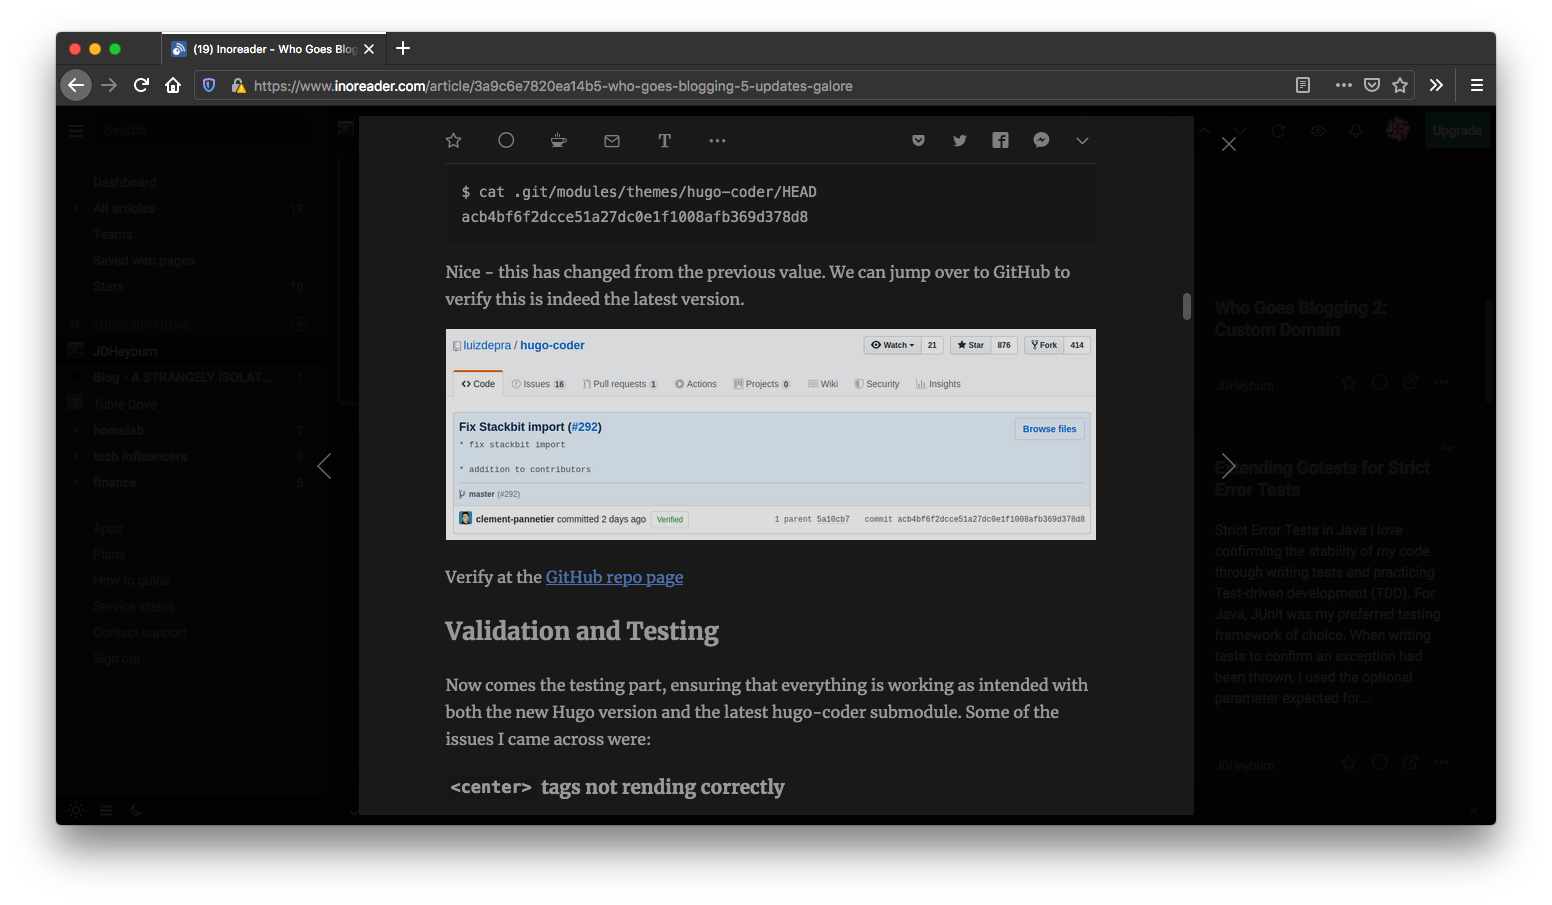 (19) Inoreader - Who Goes Blog
https://www.inoreader.com/article/3a9c6e7820ea14b5-who-goes-blogging-5-updates-galore
Search
Upgrade
Dashboard
All articles 19
Teams
Saved web pages
Stars 10
SUBSCRIPTIONS
JDHeyburn
Blog - A STRANGELY ISOLAT... 1
Tubie Dove
homelab 7
tech influencers 8
finance 5
Apps
Plans
How-to guide
Service status
Contact support
Sign out
$ cat .git/modules/themes/hugo-coder/HEAD
acb4bf6f2dcce51a27dc0e1f1008afb369d378d8
Nice - this has changed from the previous value. We can jump over to GitHub to
verify this is indeed the latest version.
luizdepra / hugo-coder
Watch 21 Star 876 Fork 414
Code Issues 16 Pull requests 1 Actions Projects 0 Wiki Security Insights
Fix Stackbit import (#292)
Browse files
* fix stackbit import
* addition to contributors
master (#292)
clement-pannetier committed 2 days ago Verified 1 parent 5a10cb7 commit acb4bf6f2dcce51a27dc0e1f1008afb369d378d8
Verify at the GitHub repo page
Validation and Testing
Now comes the testing part, ensuring that everything is working as intended with
both the new Hugo version and the latest hugo-coder submodule. Some of the
issues I came across were:
<center> tags not rending correctly
Who Goes Blogging 2:
Custom Domain
JDHeyburn
Extending Gotests for Strict
Error Tests
Strict Error Tests in Java I love
confirming the stability of my code
through writing tests and practicing
Test-driven development (TDD). For
Java, JUnit was my preferred testing
framework of choice. When writing
tests to confirm an exception had
been thrown, I used the optional
parameter expected for...
JDHeyburn